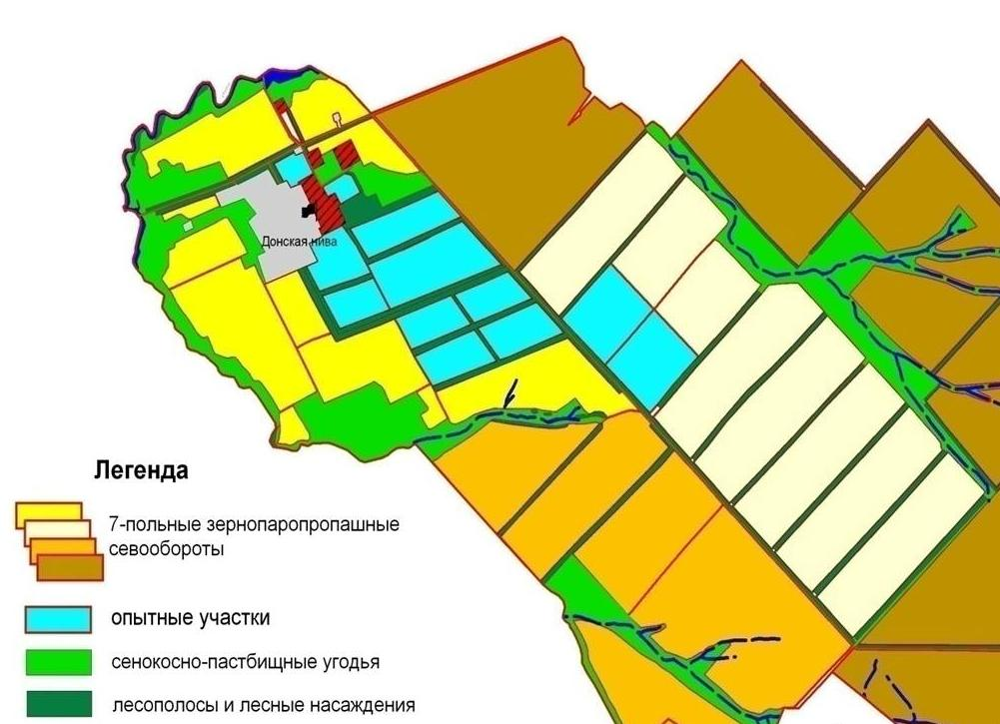 Донская нива
Легенда
7-польные зернопаропропашные
севообороты
опытные участки
сенокосно-пастбищные угодья
лесополосы и лесные насаждения